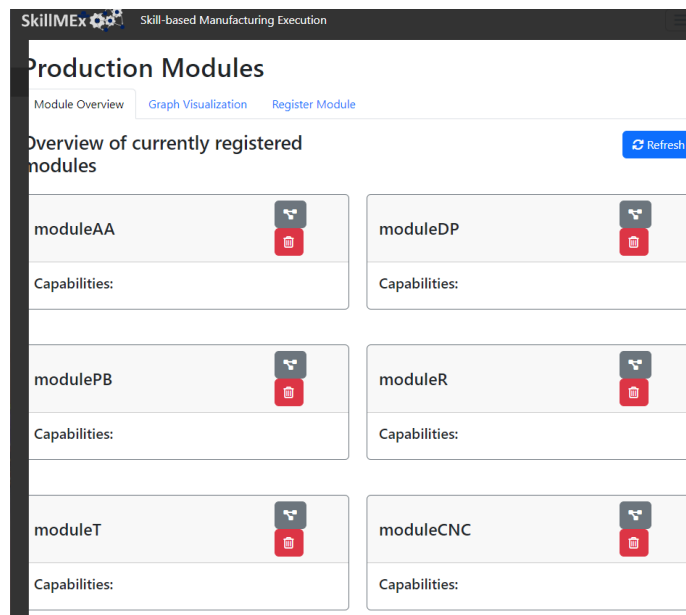 SkillMEx Skill-based Manufacturing Execution
Production Modules
Module Overview Graph Visualization Register Module
Overview of currently registered
modules
Refresh
moduleAA
Capabilities:
moduleDP
Capabilities:
modulePB
Capabilities:
moduleR
Capabilities:
moduleT
Capabilities:
moduleCNC
Capabilities: